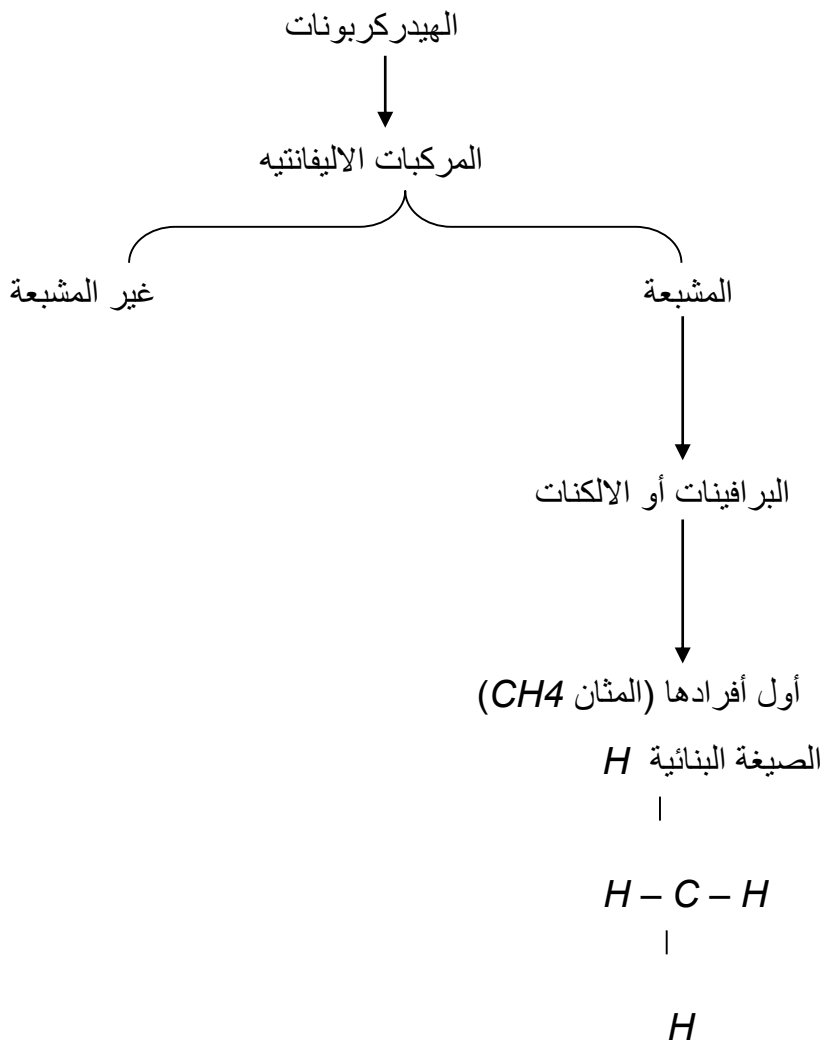 الهيدركربونات
المركبات الاليفانتيه
المشبعة
غير المشبعة
البرافينات أو الالكنات
أول أفرادها (المثان CH4)
الصيغة البنائية H
|
H – C – H
|
H